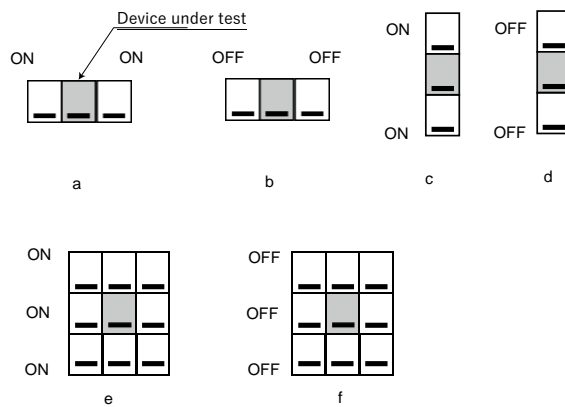 Device under test
ON ON OFF OFF
ON
ON
OFF
OFF
a b c d
ON
ON
ON
OFF
OFF
OFF
e f